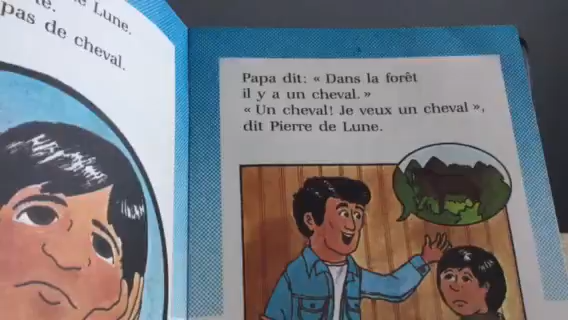 Lune.
pas de cheval.
Papa dit: « Dans la forêt
il y a un cheval. »
« Un cheval! Je veux un cheval »,
dit Pierre de Lune.